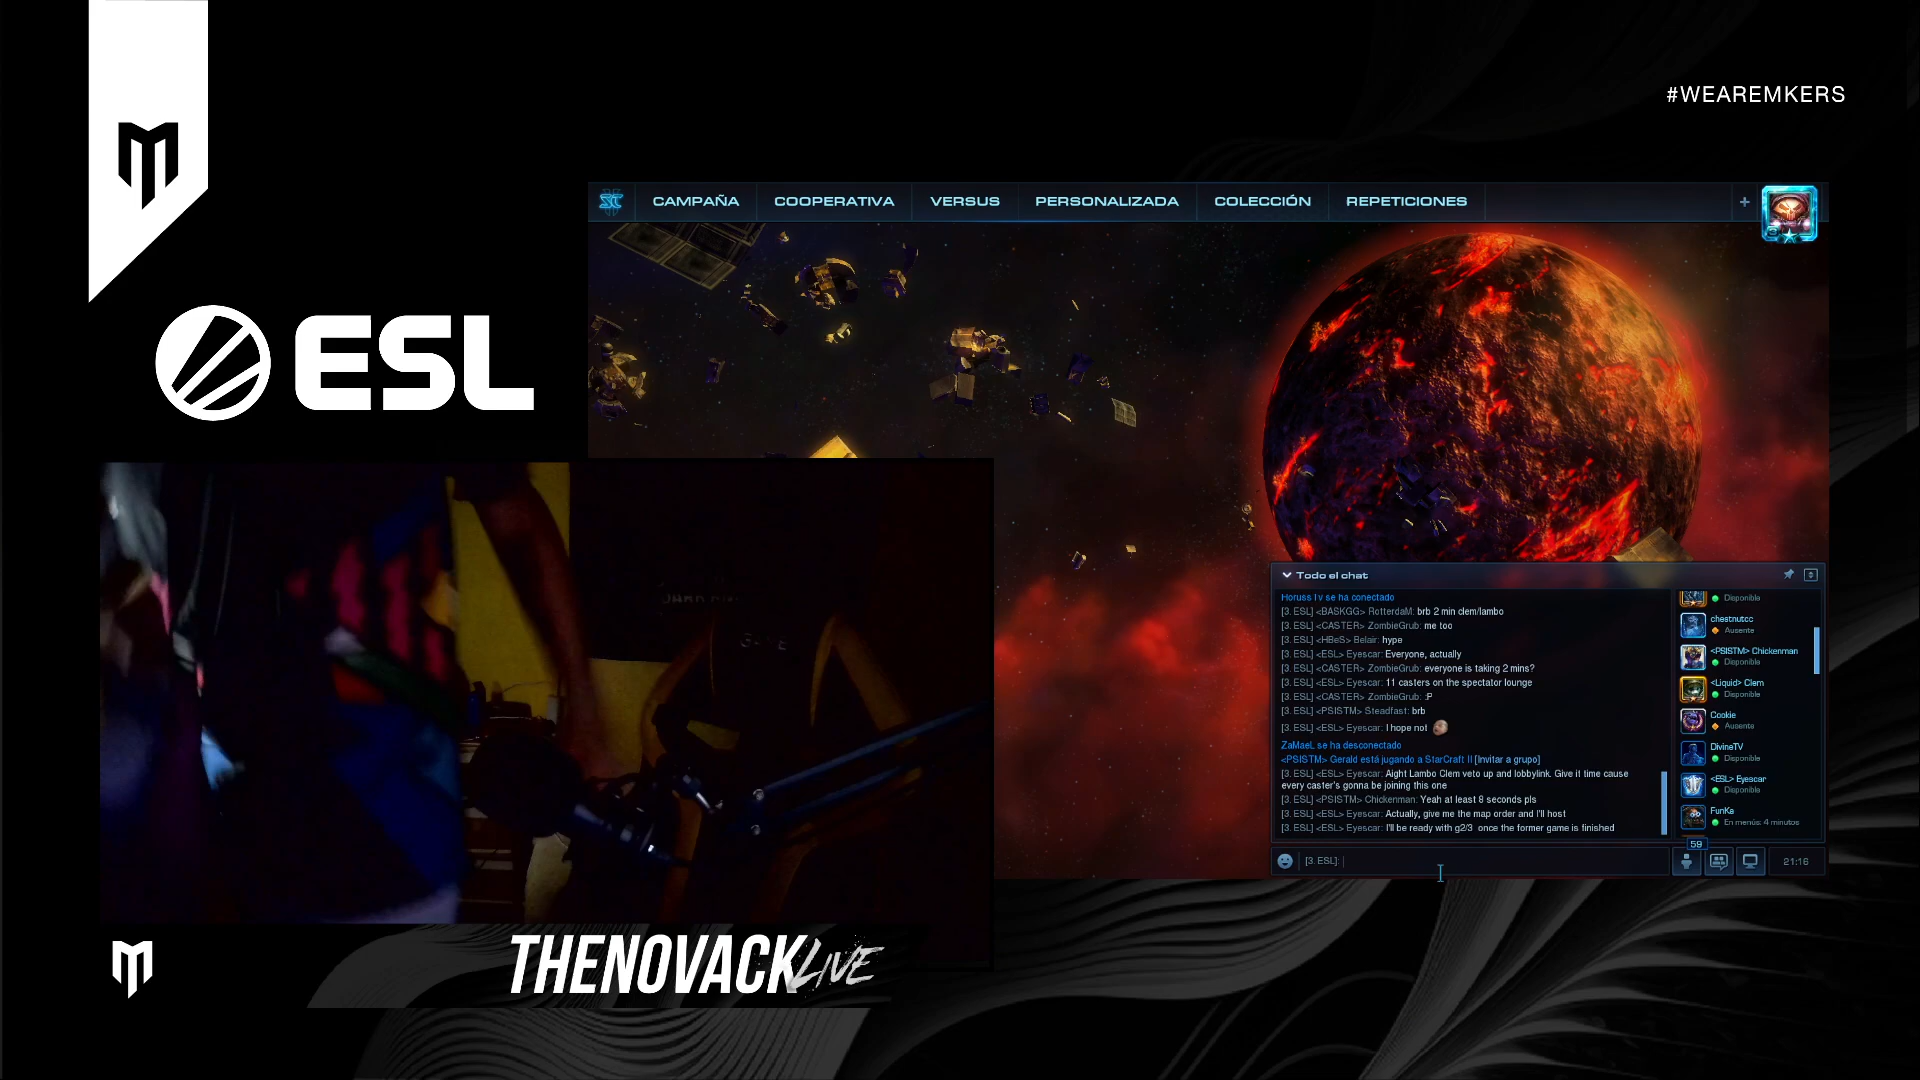 #WEAREMKERS
CAMPAÑA COOPERATIVA VERSUS PERSONALIZADA COLECCIÓN REPETICIONES +
ESL
Todo el chat
Horuss Tv se ha conectado
[3. ESL] <BASKGG> RotterdaM: brb 2 min clem/lambo
[3. ESL] <CASTER> ZombieGrub: me too
[3. ESL] <HBeS> Belair: hype
[3. ESL] <ESL> Eyescar: Everyone, actually
[3. ESL] <CASTER> ZombieGrub: everyone is taking 2 mins?
[3. ESL] <ESL> Eyescar: 11 casters on the spectator lounge
[3. ESL] <CASTER> ZombieGrub: :P
[3. ESL] <PSISTM> Steadfast: brb
[3. ESL] <ESL> Eyescar: I hope not
ZaMaeL se ha desconectado
<PSISTM> Gerald está jugando a StarCraft II [Invitar a grupo]
[3. ESL] <ESL> Eyescar: Aight Lambo Clem veto up and lobbylink. Give it time cause
every caster's gonna be joining this one
[3. ESL] <PSISTM> Chickenman: Yeah at least 8 seconds pls
[3. ESL] <ESL> Eyescar: Actually, give me the map order and I'll host
[3. ESL] <ESL> Eyescar: I'll be ready with g2/3 once the former game is finished
[3. ESL]:
Disponible
chestnutcc
Ausente
<PSISTM> Chickenman
Disponible
<Liquid> Clem
Disponible
Cookie
Ausente
DivineTV
Disponible
<ESL> Eyescar
Disponible
FunKa
En menús: 4 minutos
59
21:16
THENOVACK LIVE